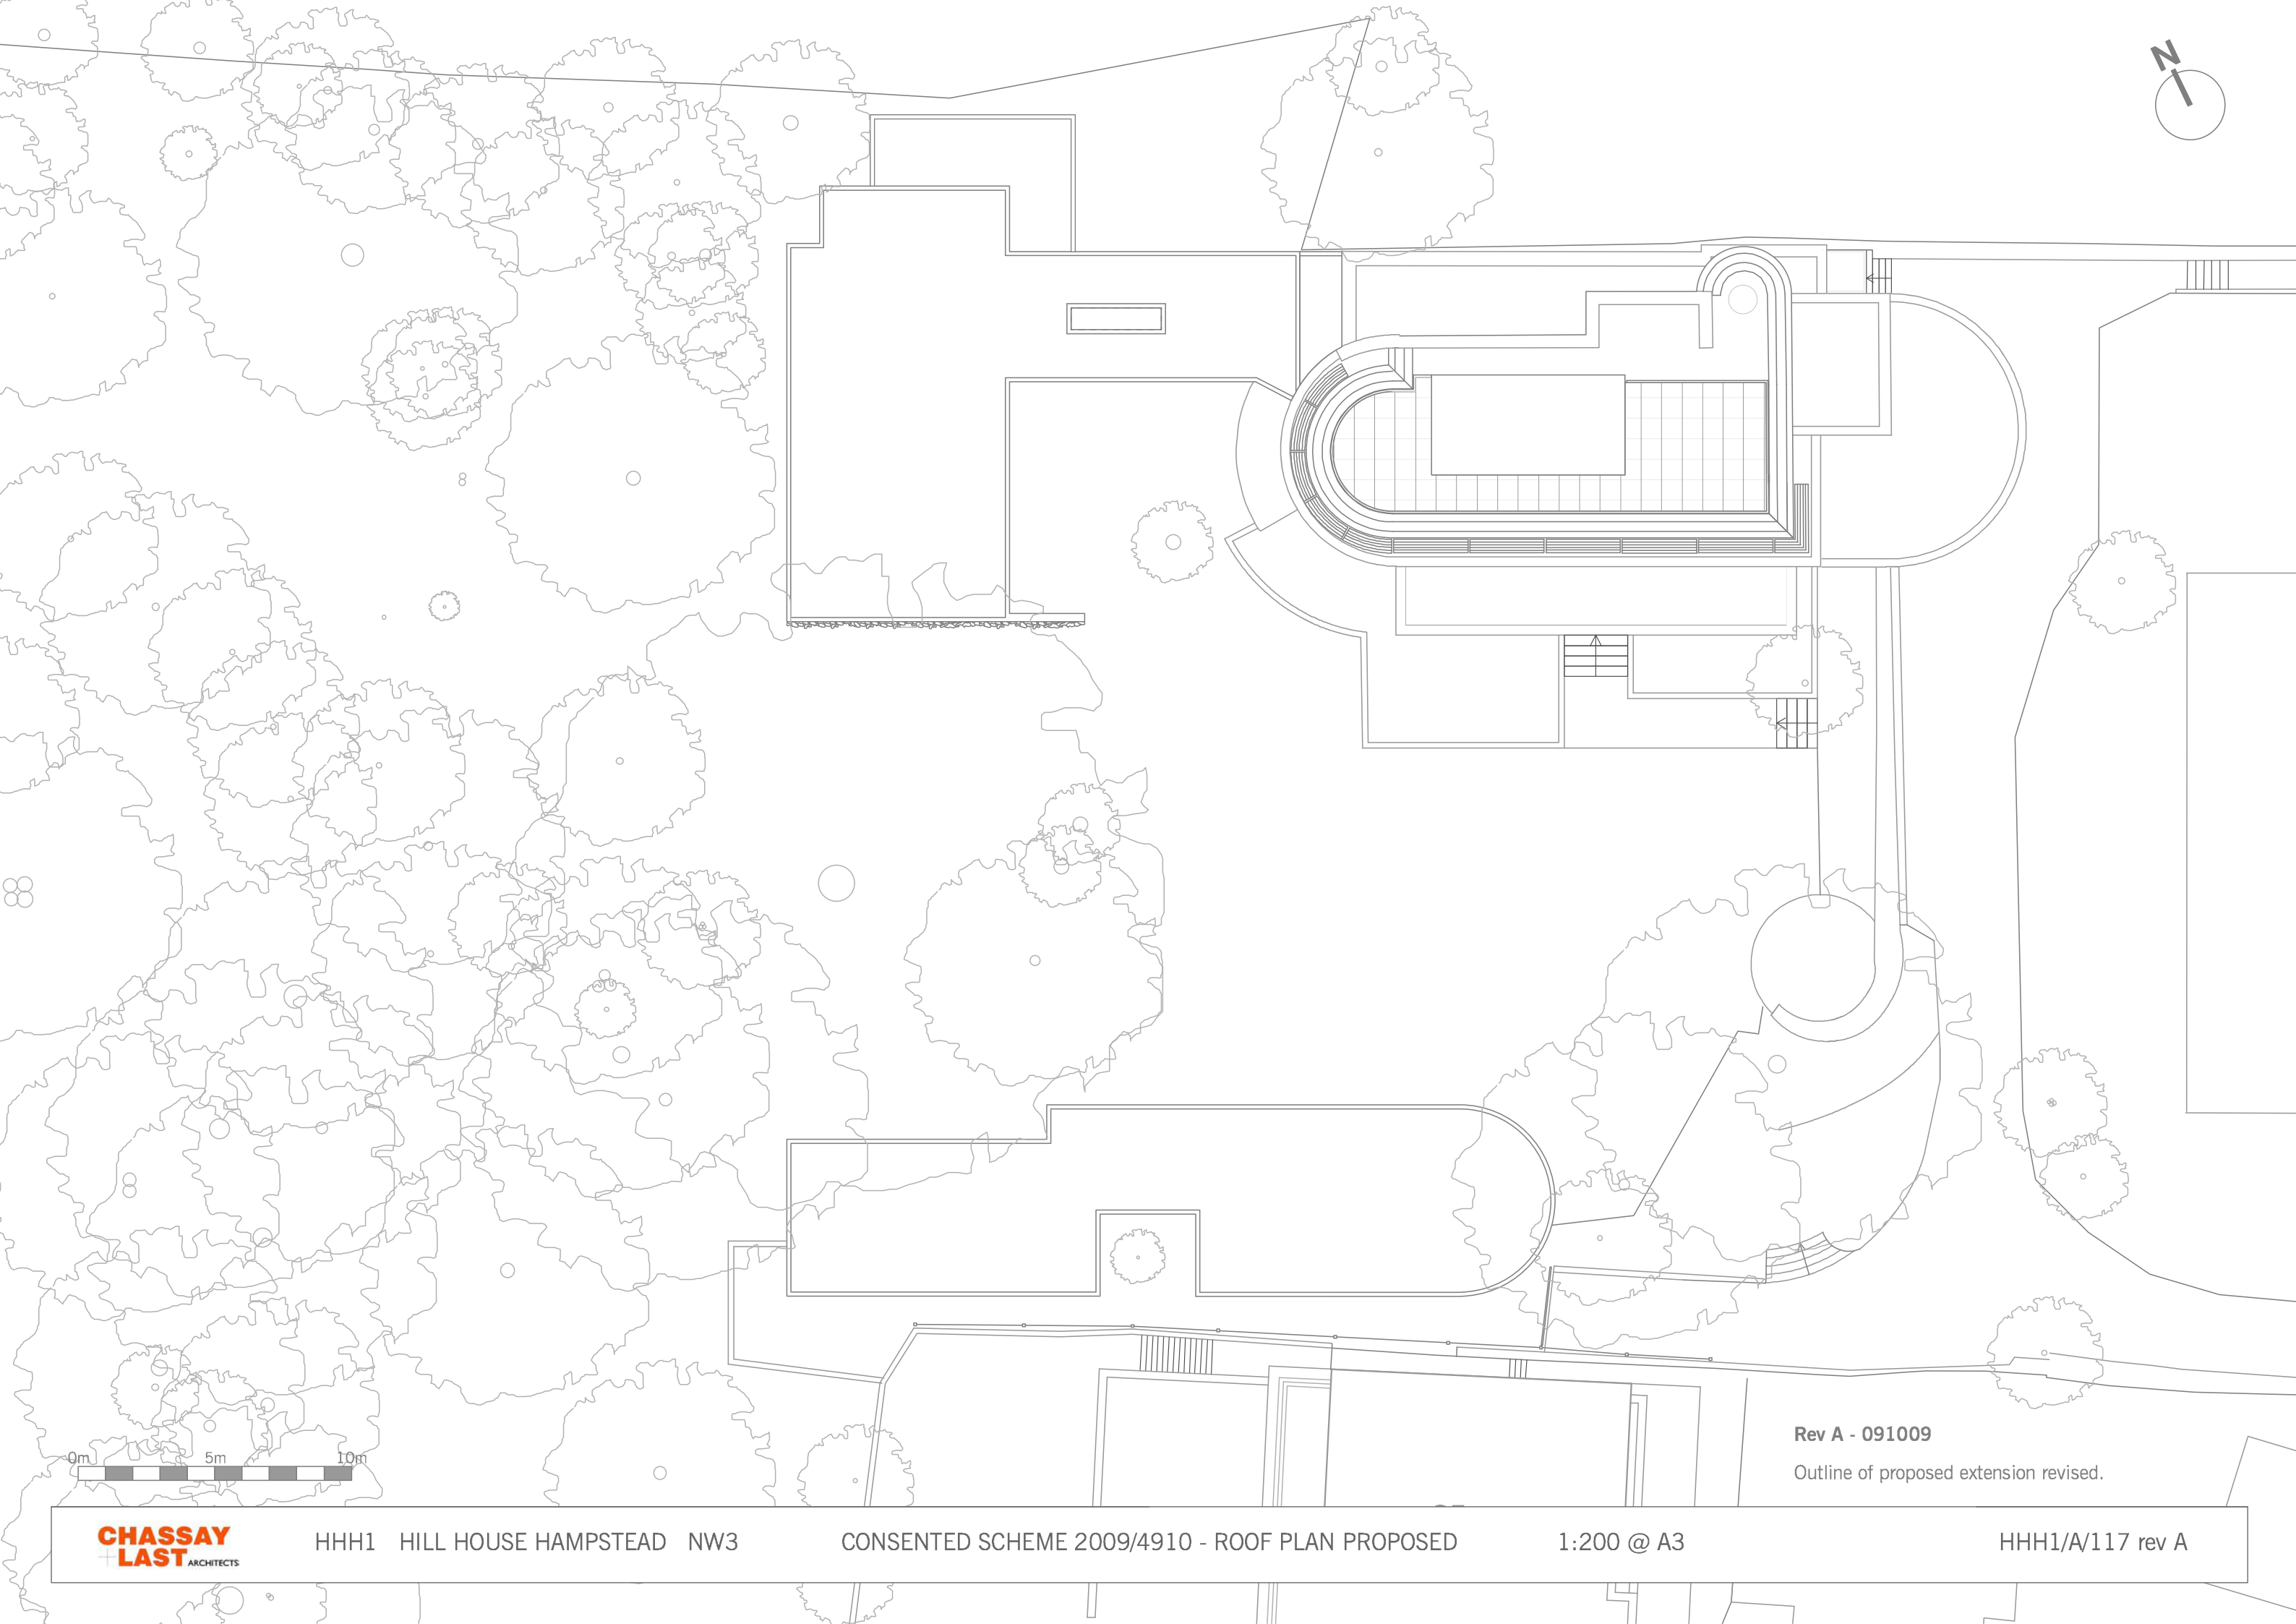 N
Rev A - 091009
Outline of proposed extension revised.
0m 5m 10m
CHASSAY
+LAST ARCHITECTS
HHH1 HILL HOUSE HAMPSTEAD NW3
CONSENTED SCHEME 2009/4910 - ROOF PLAN PROPOSED
1:200 @ A3
HHH1/A/117 rev A